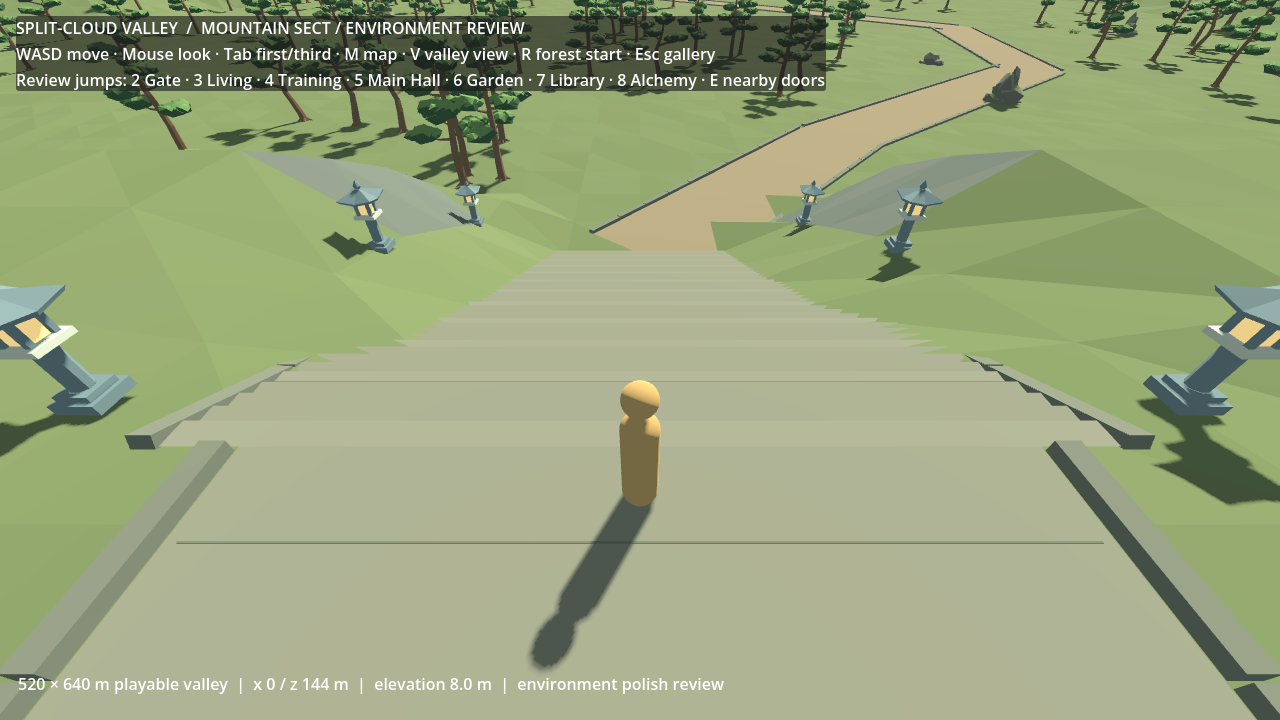 SPLIT-CLOUD VALLEY / MOUNTAIN SECT / ENVIRONMENT REVIEW
WASD move · Mouse look · Tab first/third · M map · V valley view · R forest start · Esc gallery
Review jumps: 2 Gate · 3 Living · 4 Training · 5 Main Hall · 6 Garden · 7 Library · 8 Alchemy · E nearby doors
520 × 640 m playable valley | x 0 / z 144 m | elevation 8.0 m | environment polish review